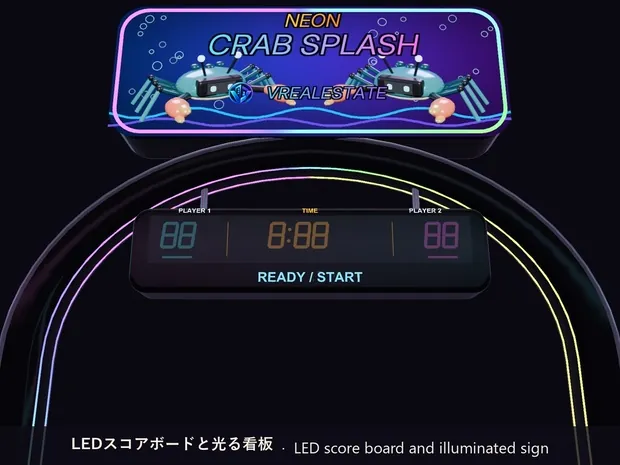 NEON
CRAB SPLASH
VREALESTATE
PLAYER 1 TIME PLAYER 2
88 8:88 88
READY / START
LEDスコアボードと光る看板 · LED score board and illuminated sign